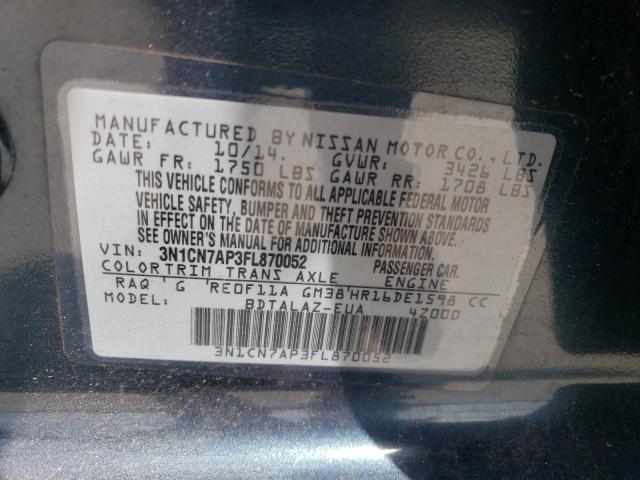 MANUFACTURED BY NISSAN MOTOR CO., LTD.
DATE: 10/14. GVWR: 3426 LBS
GAWR FR: 1750 LBS GAWR RR: 1708 LBS
THIS VEHICLE CONFORMS TO ALL APPLICABLE FEDERAL MOTOR
VEHICLE SAFETY, BUMPER AND THEFT PREVENTION STANDARDS
IN EFFECT ON THE DATE OF MANUFACTURE SHOWN ABOVE.
SEE OWNER'S MANUAL FOR ADDITIONAL INFORMATION.
VIN: 3N1CN7AP3FL870052 PASSENGER CAR.
COLOR TRIM TRANS AXLE ENGINE
RAQ ' G 'RE0F11A GM38'HR16DE1598 CC
MODEL: BDTALAZ-EUA 4Z000
3N1CN7AP3FL870052